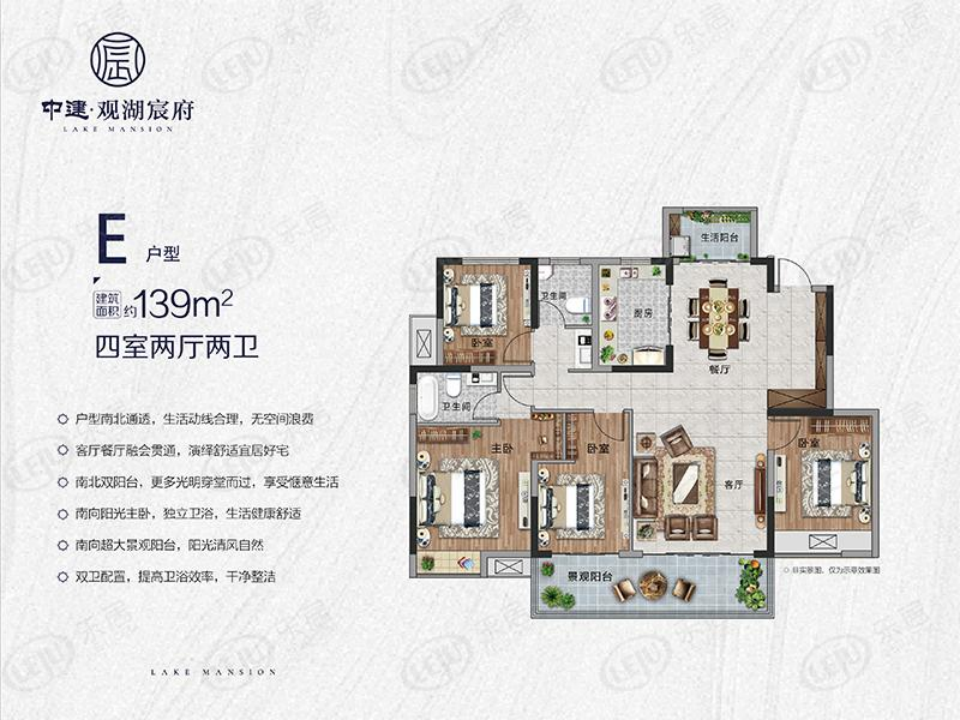 中建·观湖宸府
LAKE MANSION
E 户型
建筑面积 约139m²
四室两厅两卫
户型南北通透，生活动线合理，无空间浪费
客厅餐厅融会贯通，演绎舒适宜居好宅
南北双阳台，更多光明穿堂而过，享受惬意生活
南向阳光主卧，独立卫浴，生活健康舒适
南向超大景观阳台，阳光清风自然
双卫配置，提高卫浴效率，干净整洁
生活阳台
卫生间
厨房
卧室
餐厅
卫生间
主卧
卧室
卧室
客厅
景观阳台
非实景图，仅为示意效果图
LAKE MANSION
LEJU 乐居